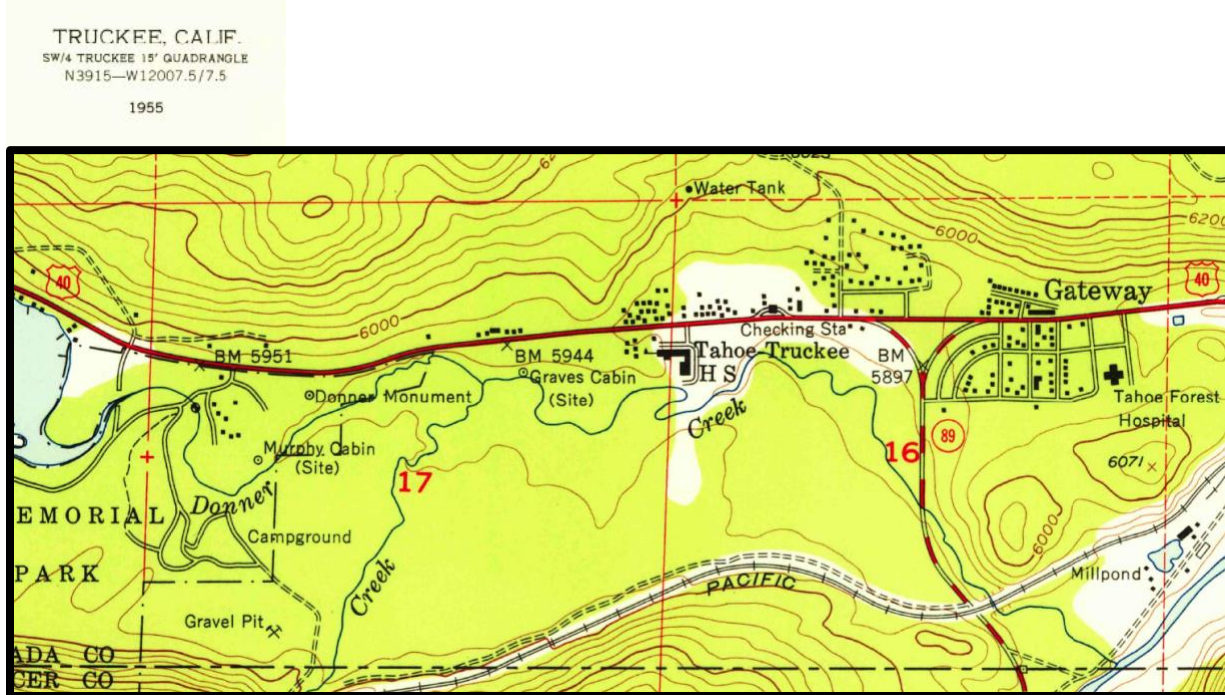 TRUCKEE, CALIF.
SW/4 TRUCKEE 15' QUADRANGLE
N3915—W12007.5/7.5
1955
Water Tank
6200
6000
40
40
Gateway
6000
Checking Sta
BM 5951
BM 5944
Tahoe-Truckee
H S
BM
5897
Graves Cabin
(Site)
Donner Monument
Tahoe Forest
Hospital
Creek
89
16
Murphy Cabin
(Site)
6071
17
Donner
EMORIAL
6000
Campground
PARK
Creek
PACIFIC
Millpond
Gravel Pit
ADA CO
CER CO